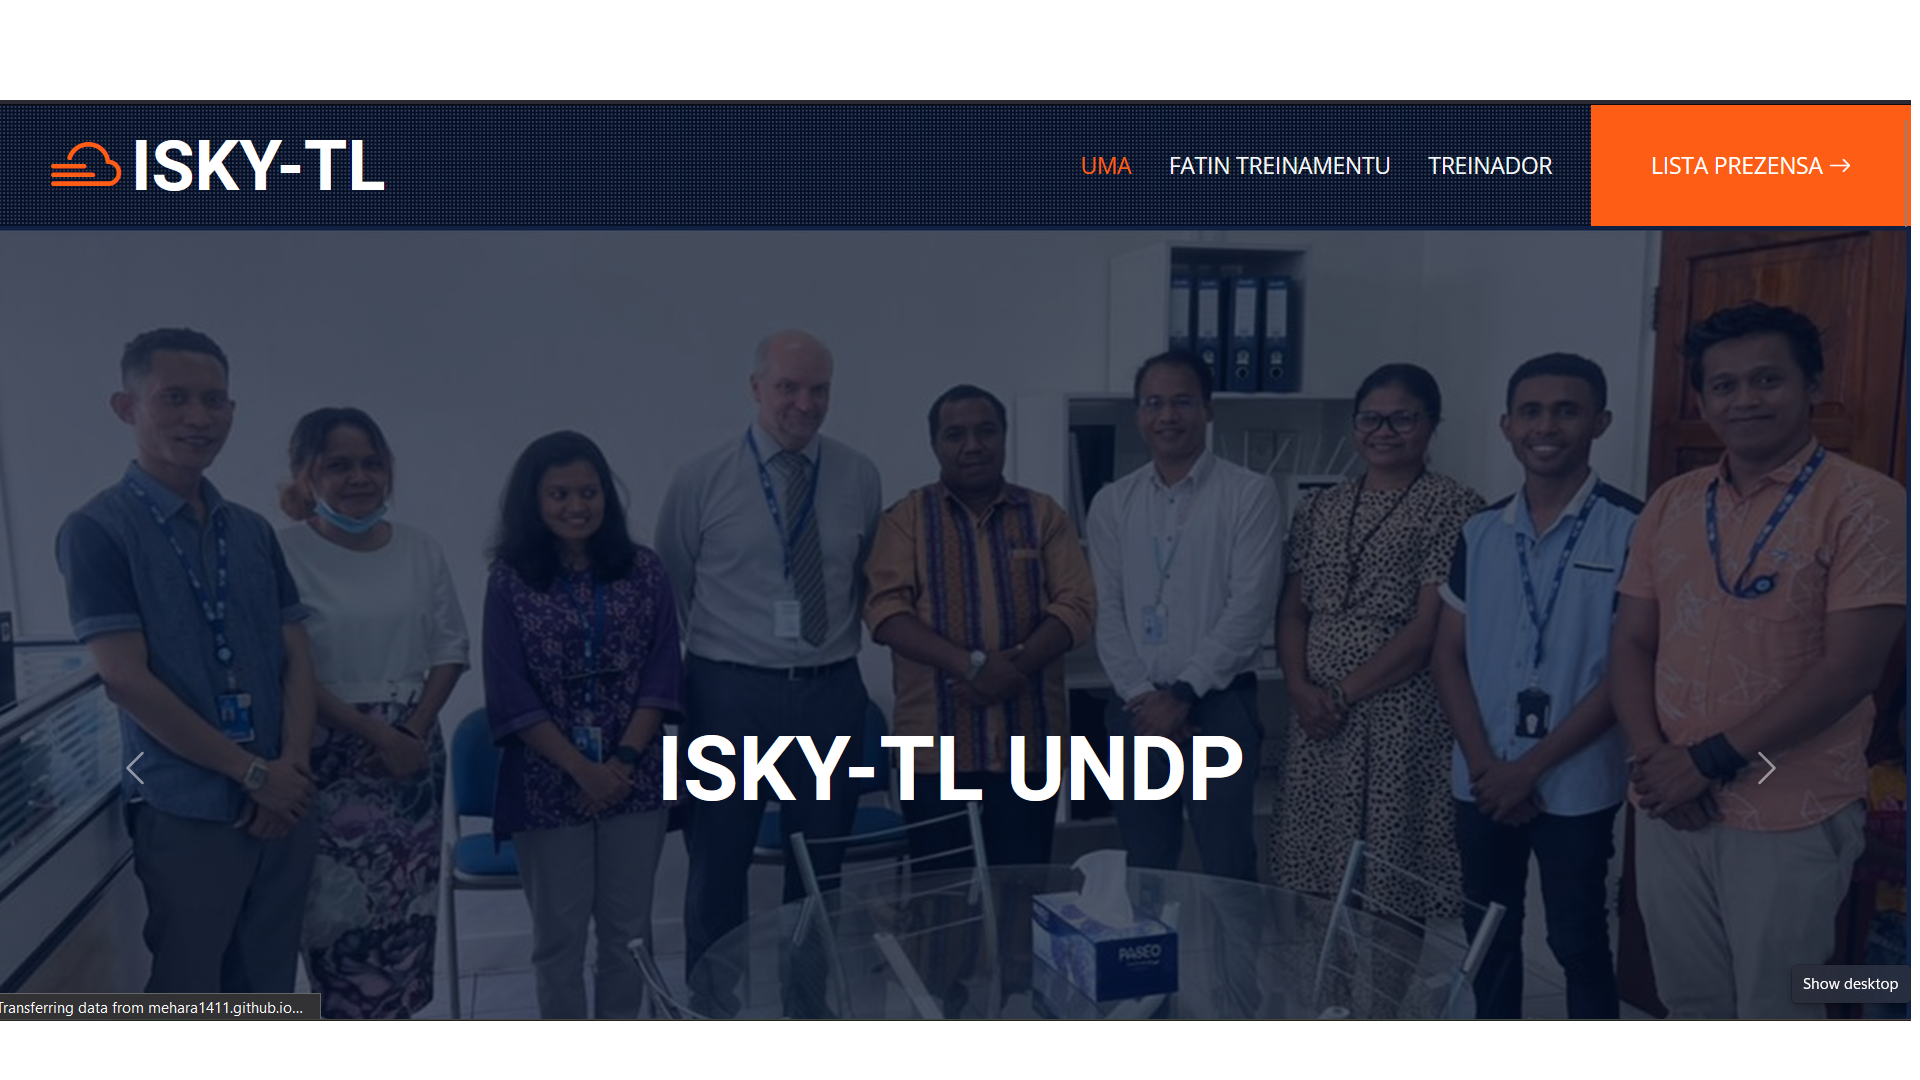 ISKY-TL
UMA FATIN TREINAMENTU TREINADOR LISTA PREZENSA →
ISKY-TL UNDP
PASEO
Transferring data from mehara1411.github.io...
Show desktop